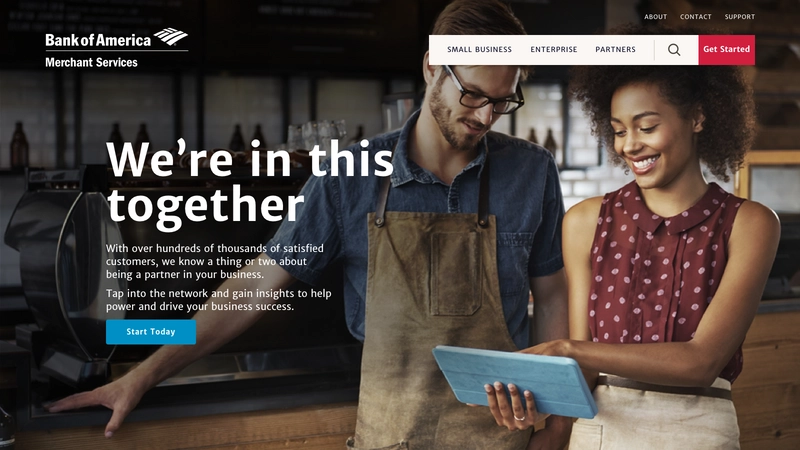 ABOUT CONTACT SUPPORT
Bank of America
Merchant Services
SMALL BUSINESS ENTERPRISE PARTNERS Get Started
We’re in this
together
With over hundreds of thousands of satisfied
customers, we know a thing or two about
being a partner in your business.
Tap into the network and gain insights to help
power and drive your business success.
Start Today